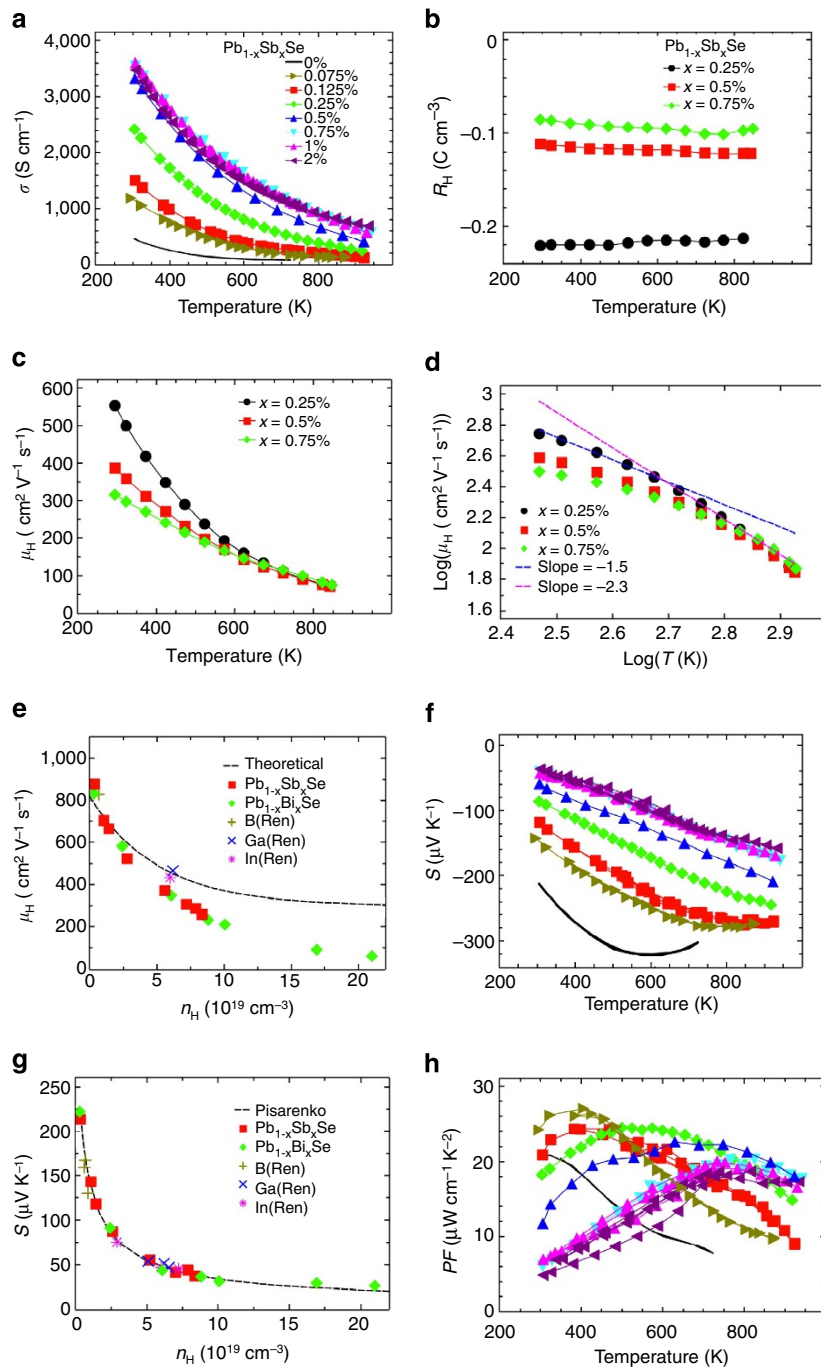 a
4,000
3,600
2,400
1,600
800
0
σ (S cm⁻¹)
Pb₁₋ₓSbₓSe
0%
0.075%
0.125%
0.25%
0.5%
0.75%
1%
2%
200 400 600 800
Temperature (K)
b
0
−0.1
−0.2
R_H (C cm⁻³)
Pb₁₋ₓSbₓSe
x = 0.25%
x = 0.5%
x = 0.75%
200 400 600 800
Temperature (K)
c
600
500
400
300
200
100
0
μ_H ( cm² V⁻¹ s⁻¹)
x = 0.25%
x = 0.5%
x = 0.75%
200 400 600 800
Temperature (K)
d
3
2.8
2.6
2.4
2.2
2
1.8
1.6
Log(μ_H ( cm² V⁻¹ s⁻¹))
x = 0.25%
x = 0.5%
x = 0.75%
Slope = −1.5
Slope = −2.3
2.4 2.5 2.6 2.7 2.8 2.9
Log(T (K))
e
1,000
800
600
400
200
0
μ_H ( cm² V⁻¹ s⁻¹)
Theoretical
Pb₁₋ₓSbₓSe
Pb₁₋ₓBiₓSe
B(Ren)
Ga(Ren)
In(Ren)
0 5 10 15 20
n_H (10¹⁹ cm⁻³)
f
0
−100
−200
−300
S (μV K⁻¹)
200 400 600 800
Temperature (K)
g
250
200
150
100
50
0
S (μV K⁻¹)
Pisarenko
Pb₁₋ₓSbₓSe
Pb₁₋ₓBiₓSe
B(Ren)
Ga(Ren)
In(Ren)
0 5 10 15 20
n_H (10¹⁹ cm⁻³)
h
30
20
10
0
PF (μW cm⁻¹ K⁻²)
200 400 600 800
Temperature (K)